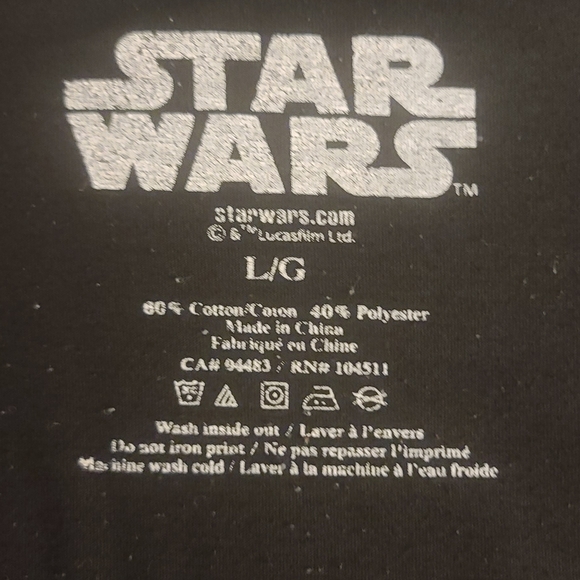 STAR
WARS™
starwars.com
© &™Lucasfilm Ltd.
L/G
60% Cotton/Coton 40% Polyester
Made in China
Fabriqué en Chine
CA# 94483 / RN# 104511
Wash inside out / Laver à l'envers
Do not iron print / Ne pas repasser l'imprimé
Machine wash cold / Laver à la machine à l'eau froide